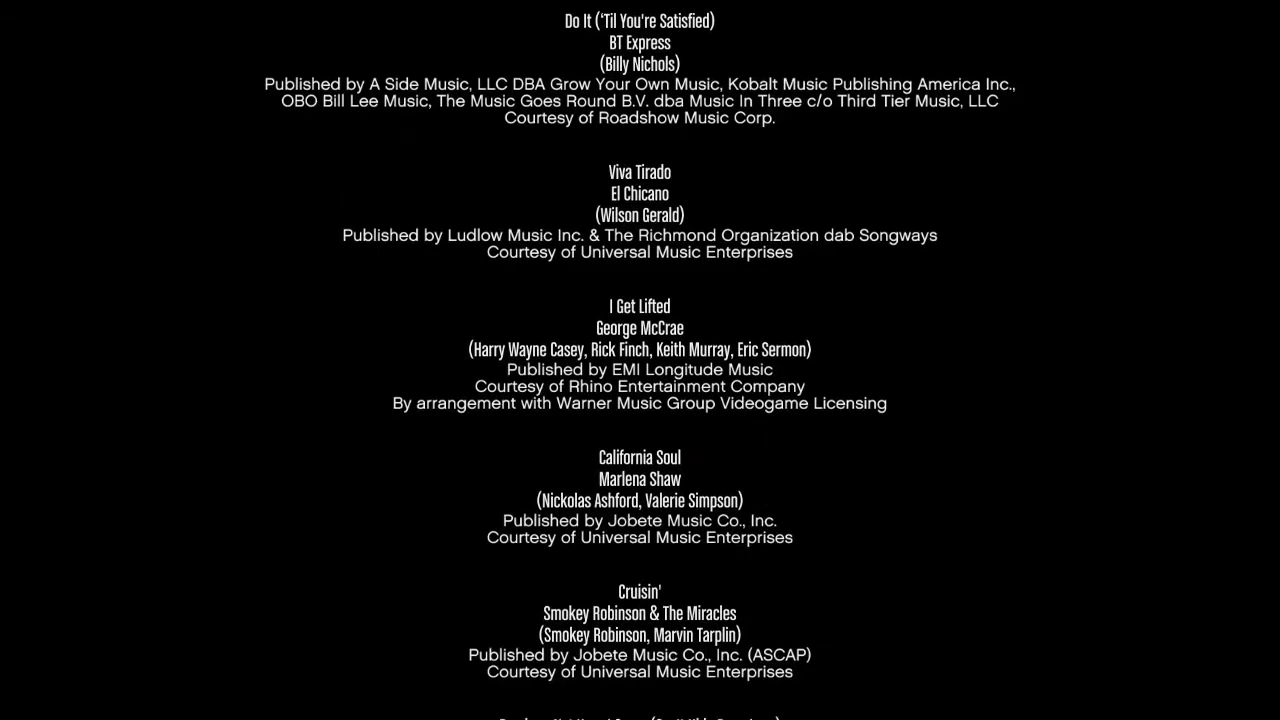 Do It (‘Til You're Satisfied)
BT Express
(Billy Nichols)
Published by A Side Music, LLC DBA Grow Your Own Music, Kobalt Music Publishing America Inc.,
OBO Bill Lee Music, The Music Goes Round B.V. dba Music In Three c/o Third Tier Music, LLC
Courtesy of Roadshow Music Corp.
Viva Tirado
El Chicano
(Wilson Gerald)
Published by Ludlow Music Inc. & The Richmond Organization dab Songways
Courtesy of Universal Music Enterprises
I Get Lifted
George McCrae
(Harry Wayne Casey, Rick Finch, Keith Murray, Eric Sermon)
Published by EMI Longitude Music
Courtesy of Rhino Entertainment Company
By arrangement with Warner Music Group Videogame Licensing
California Soul
Marlena Shaw
(Nickolas Ashford, Valerie Simpson)
Published by Jobete Music Co., Inc.
Courtesy of Universal Music Enterprises
Cruisin'
Smokey Robinson & The Miracles
(Smokey Robinson, Marvin Tarplin)
Published by Jobete Music Co., Inc. (ASCAP)
Courtesy of Universal Music Enterprises